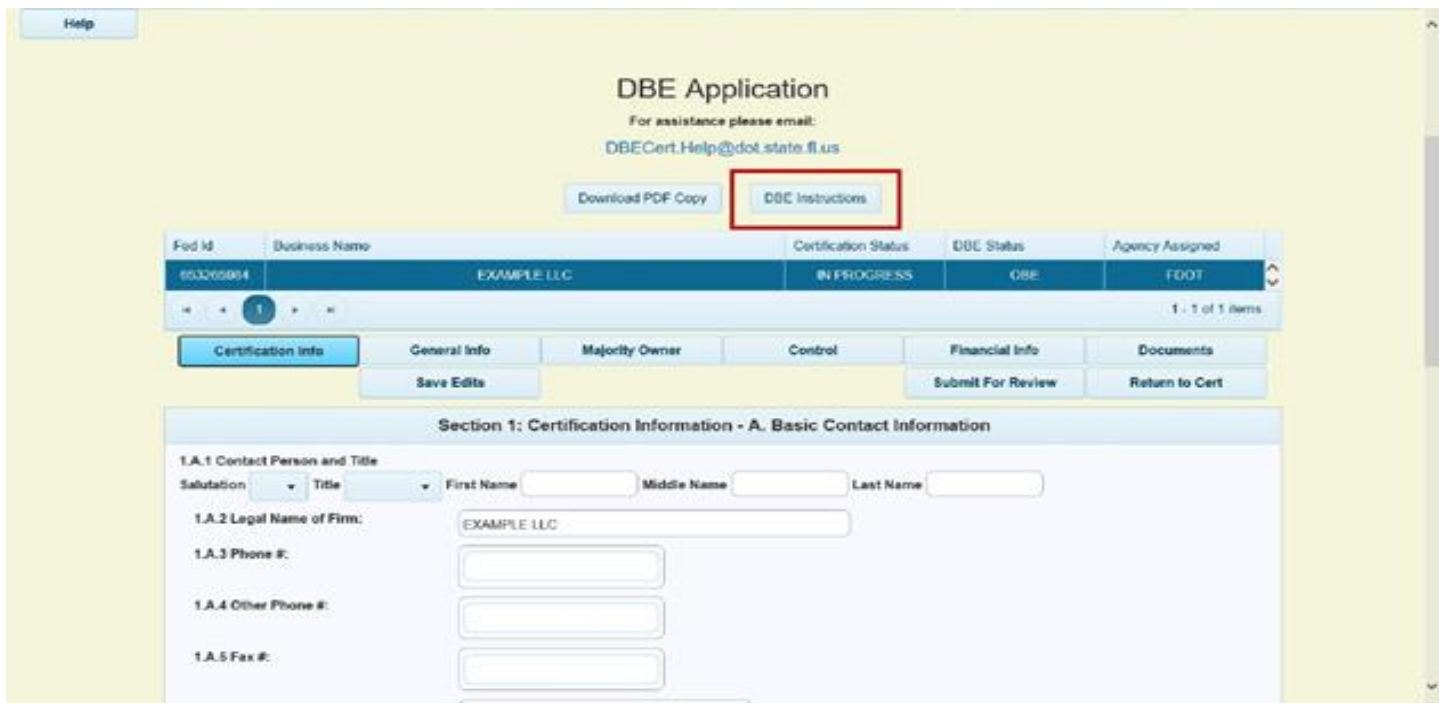 Help
DBE Application
For assistance please email:
DBECert.Help@dot.state.fl.us
Download PDF Copy DBE Instructions
Fed Id Business Name Certification Status DBE Status Agency Assigned
EXAMPLE LLC IN PROGRESS FDOT
1 1 - 1 of 1 items
Certification Info General Info Majority Owner Control Financial Info Documents
Save Edits Submit For Review Return to Cert
Section 1: Certification Information - A. Basic Contact Information
1.A.1 Contact Person and Title
Salutation Title First Name Middle Name Last Name
1.A.2 Legal Name of Firm: EXAMPLE LLC
1.A.3 Phone #:
1.A.4 Other Phone #:
1.A.5 Fax #: